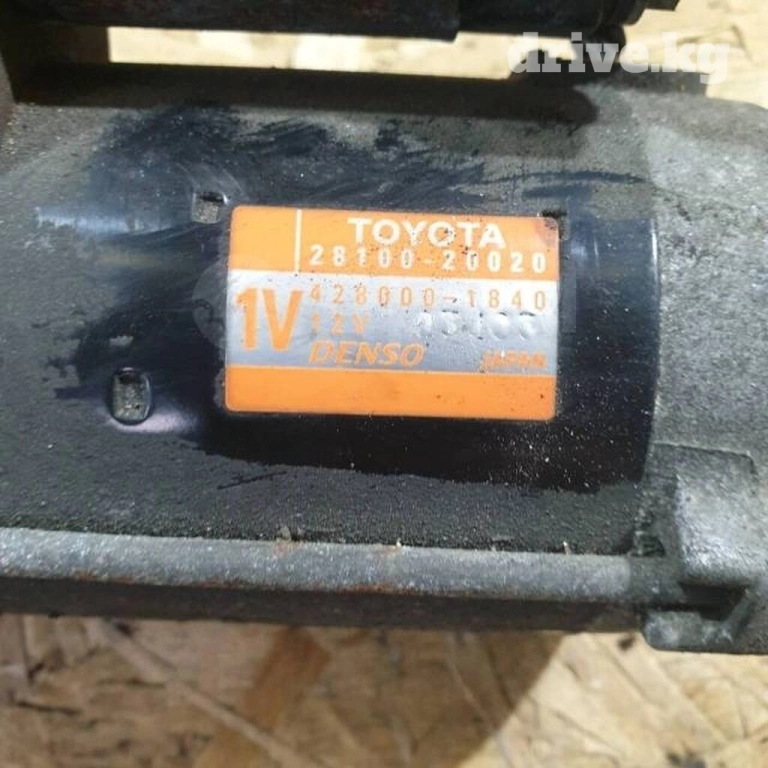 drive.kg
TOYOTA
28100-20020
428000-1840
1V
12V
DENSO JAPAN